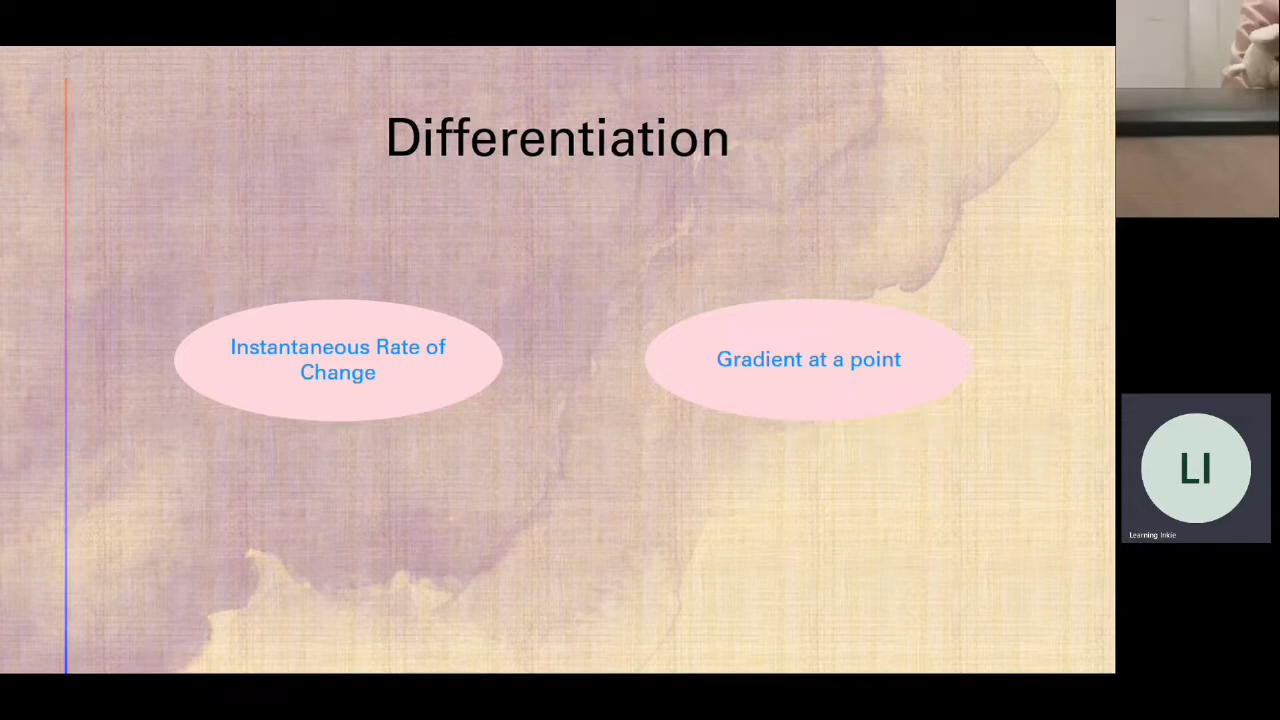 Differentiation
Instantaneous Rate of
Change
Gradient at a point
LI
Learning Inkie